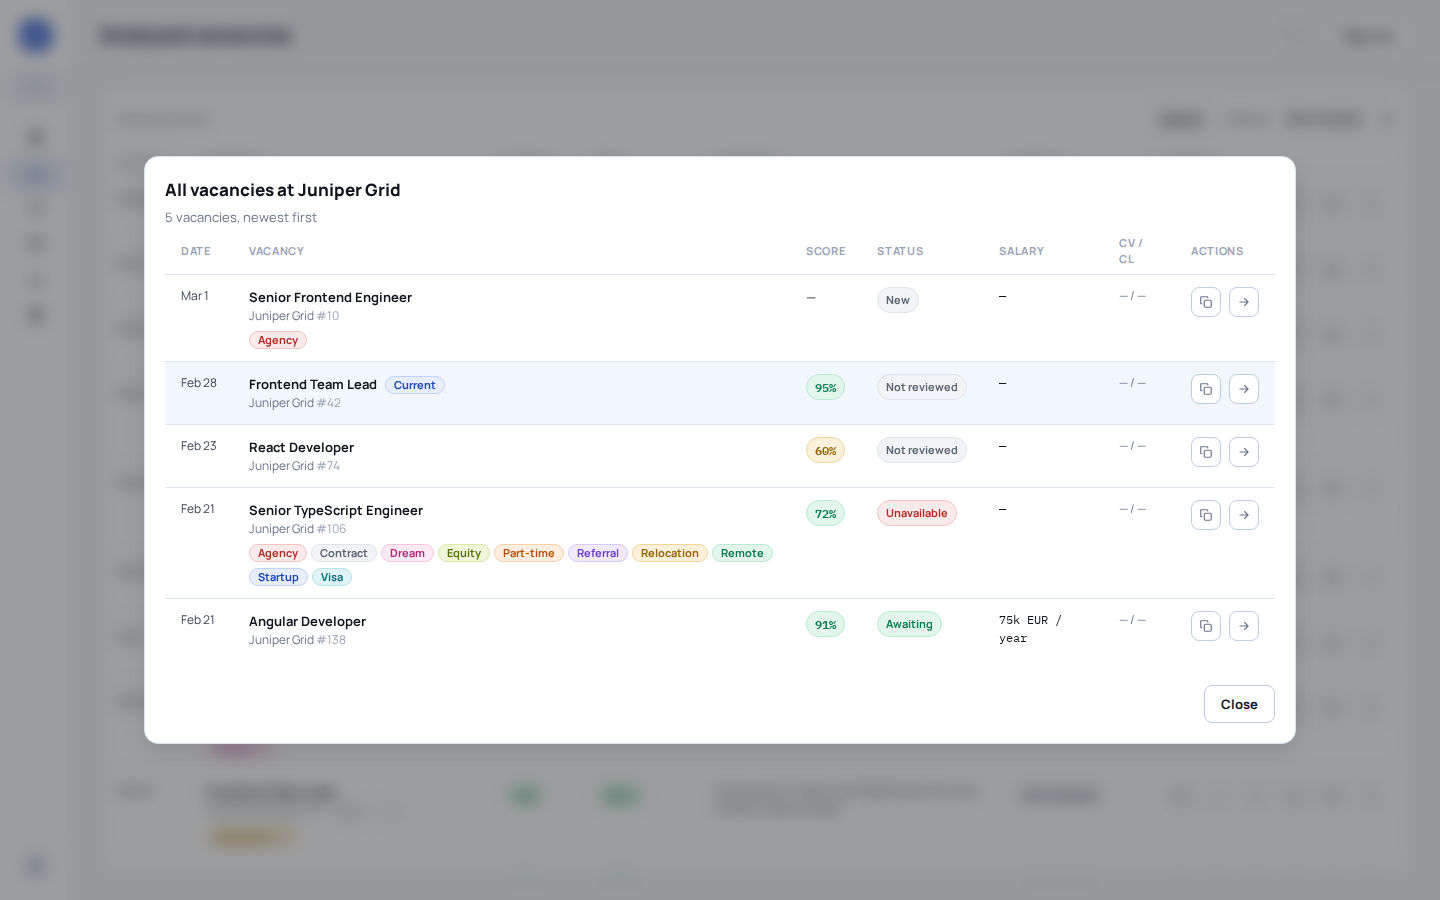 All vacancies at Juniper Grid
5 vacancies, newest first
DATE VACANCY SCORE STATUS SALARY CV / CL ACTIONS
Mar 1 Senior Frontend Engineer — New — — / —
Juniper Grid #10
Agency
Feb 28 Frontend Team Lead Current 95% Not reviewed — — / —
Juniper Grid #42
Feb 23 React Developer 60% Not reviewed — — / —
Juniper Grid #74
Feb 21 Senior TypeScript Engineer 72% Unavailable — — / —
Juniper Grid #106
Agency Contract Dream Equity Part-time Referral Relocation Remote
Startup Visa
Feb 21 Angular Developer 91% Awaiting 75k EUR / — / —
Juniper Grid #138 year
Close